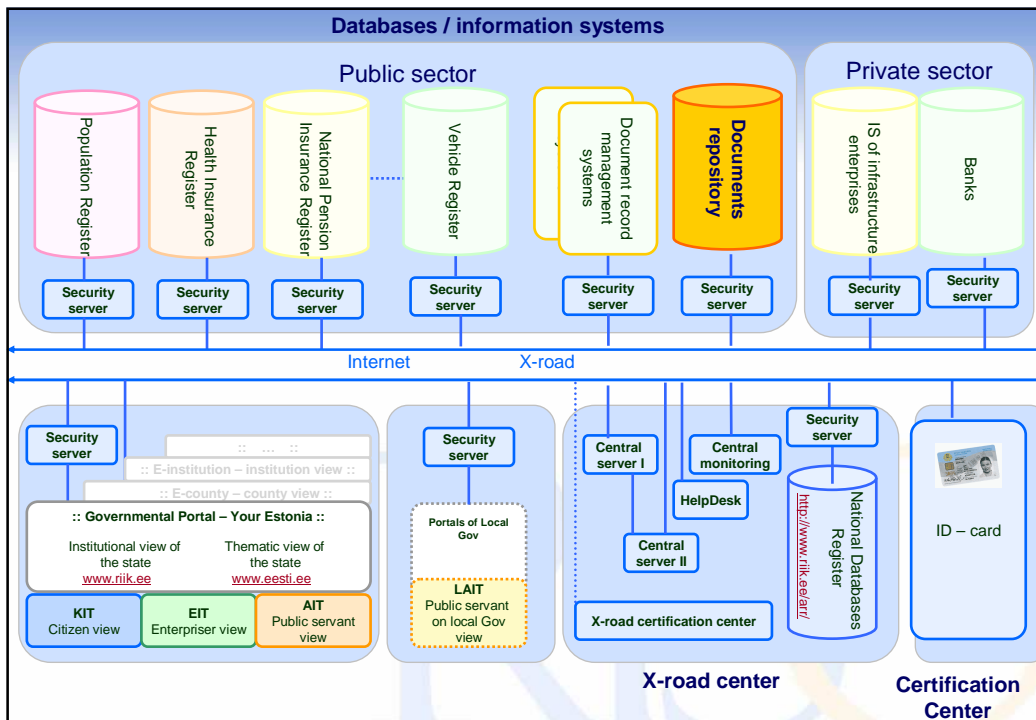 Databases / information systems
Public sector
Private sector
Population Register
Health Insurance
Register
National Pension
Insurance Register
Vehicle Register
Document record
management
systems
Documents
repository
IS of infrastructure
enterprises
Banks
Security
server
Security
server
Security
server
Security
server
Security
server
Security
server
Security
server
Security
server
Internet
X-road
Security
server
:: ... ::
:: E-institution – institution view ::
:: E-county – county view ::
:: Governmental Portal – Your Estonia ::
Institutional view of
the state
www.riik.ee
Thematic view of
the state
www.eesti.ee
KIT
Citizen view
EIT
Enterpriser view
AIT
Public servant
view
Security
server
Portals of Local
Gov
LAIT
Public servant
on local Gov
view
Central
server I
Central
monitoring
HelpDesk
Central
server II
X-road certification center
Security
server
National Databases
Register
http://www.riik.ee/arr/
X-road center
ID – card
Certification
Center